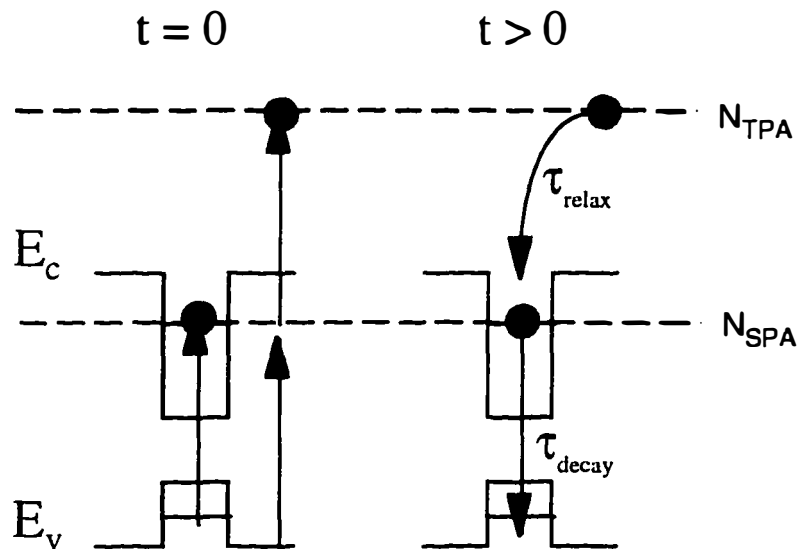 t = 0
t > 0
N_TPA
τ_relax
E_c
N_SPA
τ_decay
E_v